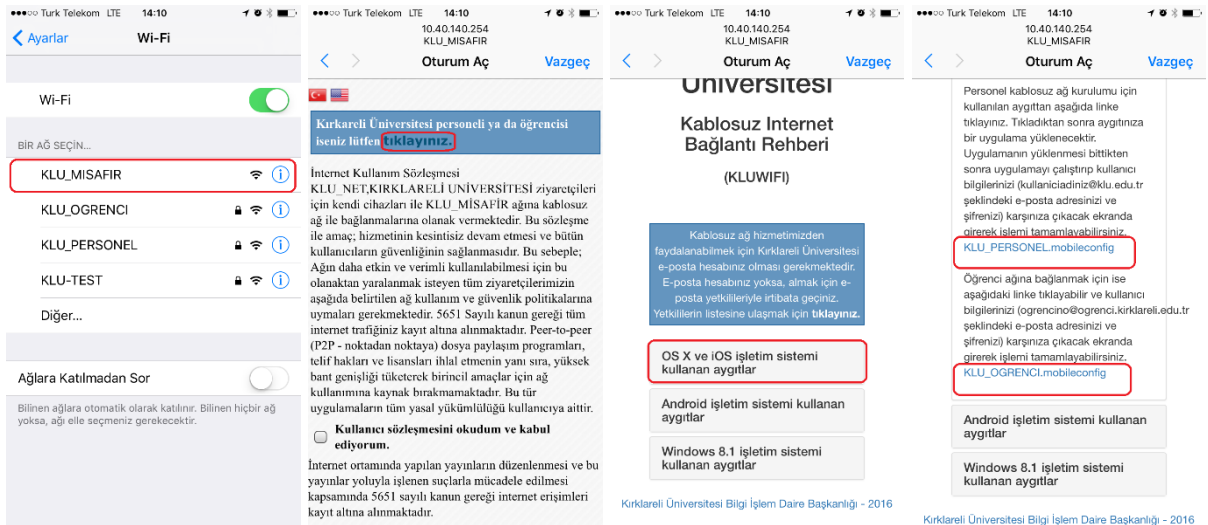 Turk Telekom LTE 14:10
Ayarlar Wi-Fi
Wi-Fi
BİR AĞ SEÇİN...
KLU_MISAFIR
KLU_OGRENCI
KLU_PERSONEL
KLU-TEST
Diğer...
Ağlara Katılmadan Sor
Bilinen ağlara otomatik olarak katılınır. Bilinen hiçbir ağ
yoksa, ağı elle seçmeniz gerekecektir.
Turk Telekom LTE 14:10
10.40.140.254
KLU_MISAFIR
Oturum Aç Vazgeç
Kırkareli Üniversitesi personeli ya da öğrencisi
iseniz lütfen tıklayınız.
İnternet Kullanım Sözleşmesi
KLU_NET,KIRKLARELİ UNİVERSİTESİ ziyaretçileri
için kendi cihazları ile KLU_MİSAFİR ağına kablosuz
ağ ile bağlanmalarına olanak vermektedir. Bu sözleşme
ile amaç; hizmetinin kesintisiz devam etmesi ve bütün
kullanıcıların güvenliğinin sağlanmasıdır. Bu sebeple;
Ağın daha etkin ve verimli kullanılabilmesi için bu
olanaktan yaralanmak isteyen tüm ziyaretçilerimizin
aşağıda belirtilen ağ kullanım ve güvenlik politikalarına
uymaları gerekmektedir. 5651 Sayılı kanun gereği tüm
internet trafiğiniz kayıt altına alınmaktadır. Peer-to-peer
(P2P - noktadan noktaya) dosya paylaşım programları,
telif hakları ve lisansları ihlal etmenin yanı sıra, yüksek
bant genişliği tüketerek birincil amaçlar için ağ
kullanımına kaynak bırakmamaktadır. Bu tür
uygulamaların tüm yasal yükümlülüğü kullanıcıya aittir.
Kullanıcı sözleşmesini okudum ve kabul
ediyorum.
İnternet ortamında yapılan yayınların düzenlenmesi ve bu
yayınlar yoluyla işlenen suçlarla mücadele edilmesi
kapsamında 5651 sayılı kanun gereği internet erişimleri
kayıt altına alınmaktadır.
Turk Telekom LTE 14:10
10.40.140.254
KLU_MISAFIR
Oturum Aç Vazgeç
Üniversitesi
Kablosuz Internet
Bağlantı Rehberi
(KLUWIFI)
Kablosuz ağ hizmetimizden
faydalanabilmek için Kırklareli Üniversitesi
e-posta hesabınız olması gerekmektedir.
E-posta hesabınız yoksa, almak için e-
posta yetkilileriyle irtibata geçiniz.
Yetkililerin listesine ulaşmak için tıklayınız.
OS X ve iOS işletim sistemi
kullanan aygıtlar
Android işletim sistemi kullanan
aygıtlar
Windows 8.1 işletim sistemi
kullanan aygıtlar
Kırklareli Üniversitesi Bilgi İşlem Daire Başkanlığı - 2016
Turk Telekom LTE 14:10
10.40.140.254
KLU_MISAFIR
Oturum Aç Vazgeç
Personel kablosuz ağ kurulumu için
kullanılan aygıttan aşağıda linke
tıklayınız. Tıkladıktan sonra aygıtınıza
bir uygulama yüklenecektir.
Uygulamanın yüklenmesi bittikten
sonra uygulamayı çalıştırıp kullanıcı
bilgilerinizi (kullaniciadiniz@klu.edu.tr
şeklindeki e-posta adresinizi ve
şifrenizi) karşınıza çıkacak ekranda
girerek işlemi tamamlayabilirsiniz.
KLU_PERSONEL.mobileconfig
Öğrenci ağına bağlanmak için ise
aşağıdaki linke tıklayabilir ve kullanıcı
bilgilerinizi (ogrencino@ogrenci.kirklareli.edu.tr
şeklindeki e-posta adresinizi ve
şifrenizi) karşınıza çıkacak ekranda
girerek işlemi tamamlayabilirsiniz.
KLU_OGRENCI.mobileconfig
Android işletim sistemi kullanan
aygıtlar
Windows 8.1 işletim sistemi
kullanan aygıtlar
Kırklareli Üniversitesi Bilgi İşlem Daire Başkanlığı - 2016